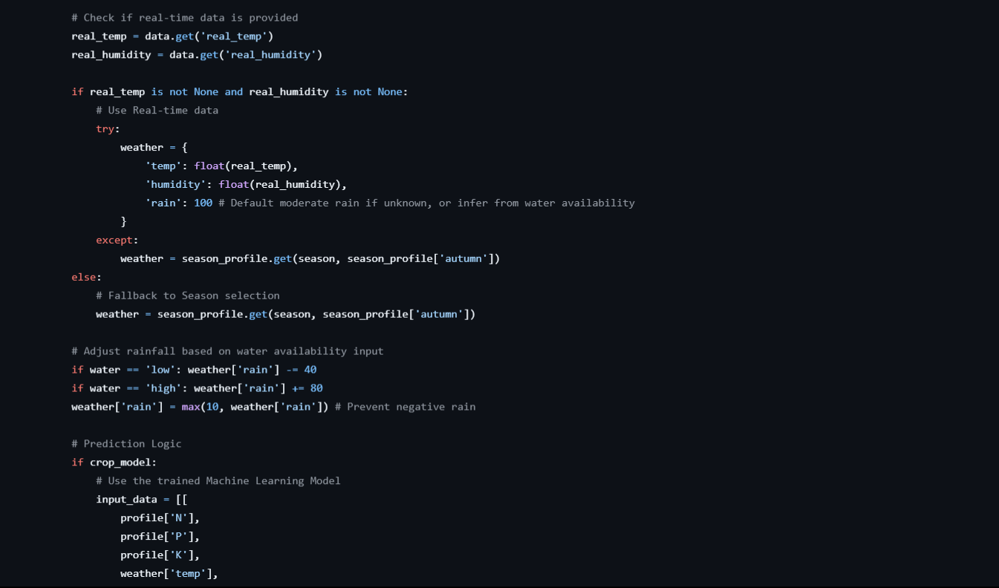 # Check if real-time data is provided
real_temp = data.get('real_temp')
real_humidity = data.get('real_humidity')
if real_temp is not None and real_humidity is not None:
# Use Real-time data
try:
weather = {
'temp': float(real_temp),
'humidity': float(real_humidity),
'rain': 100 # Default moderate rain if unknown, or infer from water availability
}
except:
weather = season_profile.get(season, season_profile['autumn'])
else:
# Fallback to Season selection
weather = season_profile.get(season, season_profile['autumn'])
# Adjust rainfall based on water availability input
if water == 'low': weather['rain'] -= 40
if water == 'high': weather['rain'] += 80
weather['rain'] = max(10, weather['rain']) # Prevent negative rain
# Prediction Logic
if crop_model:
# Use the trained Machine Learning Model
input_data = [[
profile['N'],
profile['P'],
profile['K'],
weather['temp'],